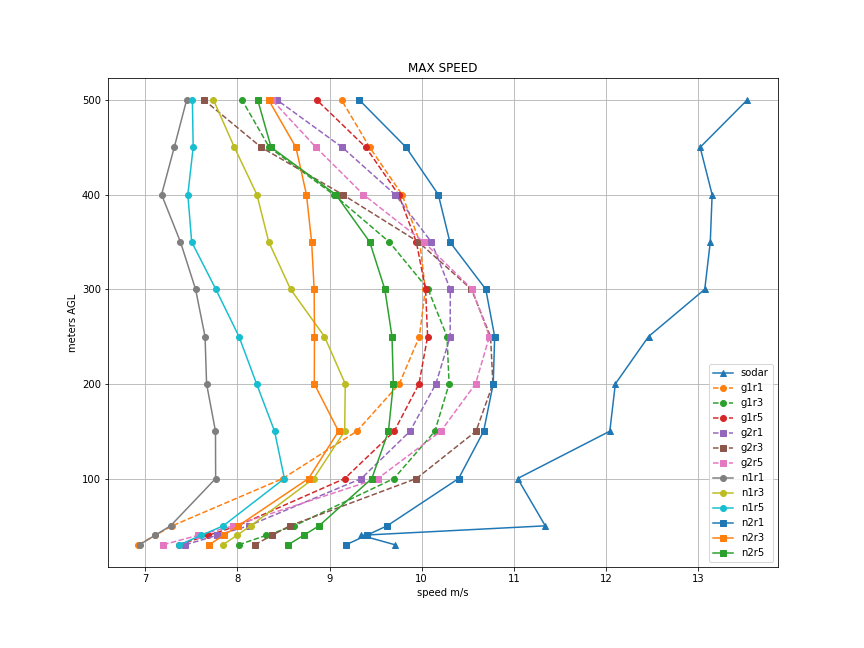 MAX SPEED
500
400
300
200
100
meters AGL
7 8 9 10 11 12 13
speed m/s
sodar
g1r1
g1r3
g1r5
g2r1
g2r3
g2r5
n1r1
n1r3
n1r5
n2r1
n2r3
n2r5